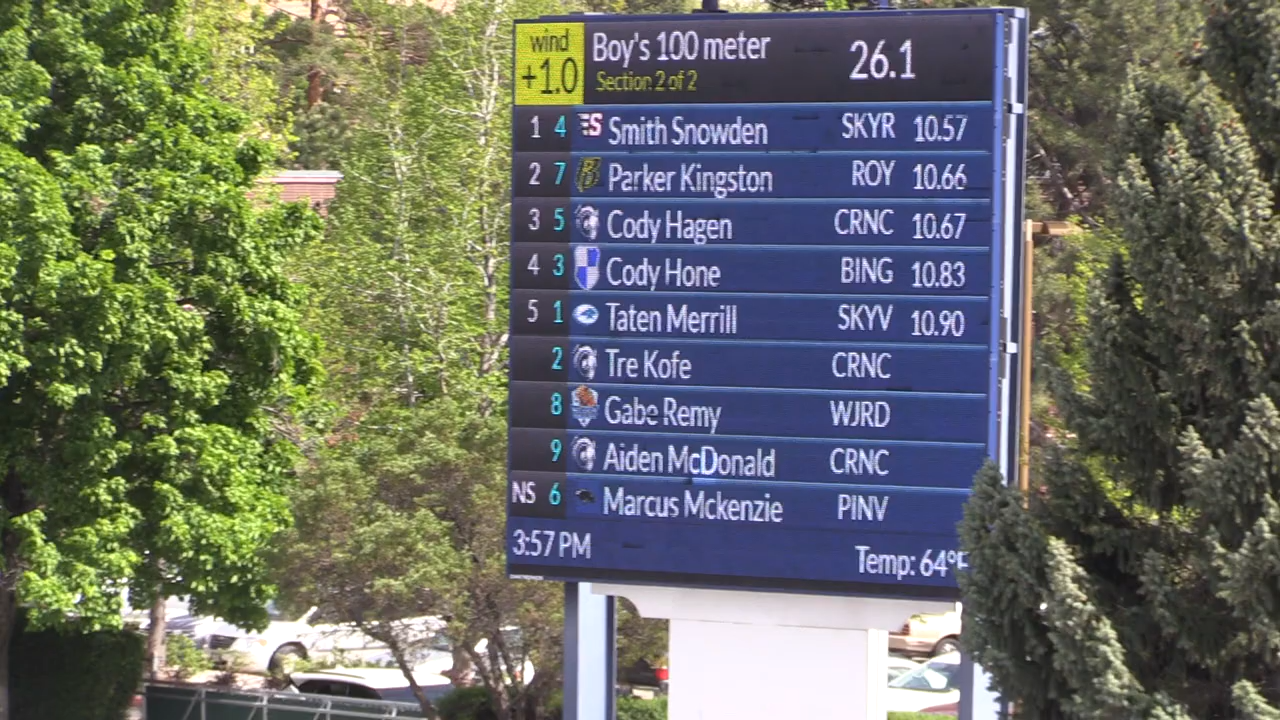 wind +1.0 Boy's 100 meter 26.1
Section 2 of 2
1 4 Smith Snowden SKYR 10.57
2 7 Parker Kingston ROY 10.66
3 5 Cody Hagen CRNC 10.67
4 3 Cody Hone BING 10.83
5 1 Taten Merrill SKYV 10.90
2 Tre Kofe CRNC
8 Gabe Remy WJRD
9 Aiden McDonald CRNC
NS 6 Marcus Mckenzie PINV
3:57 PM Temp: 64°F